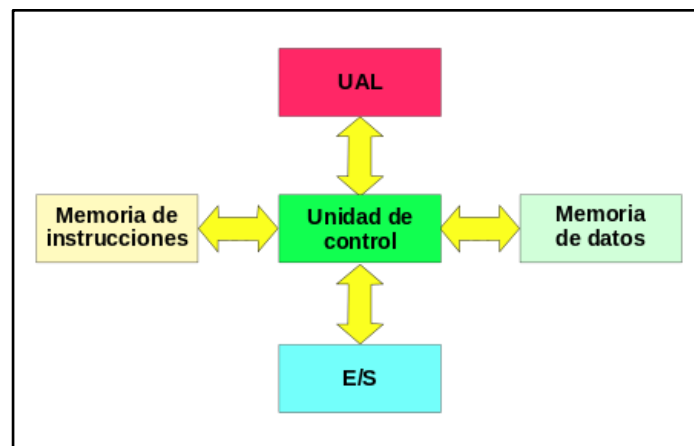 UAL
Memoria de
instrucciones
Unidad de
control
Memoria
de datos
E/S